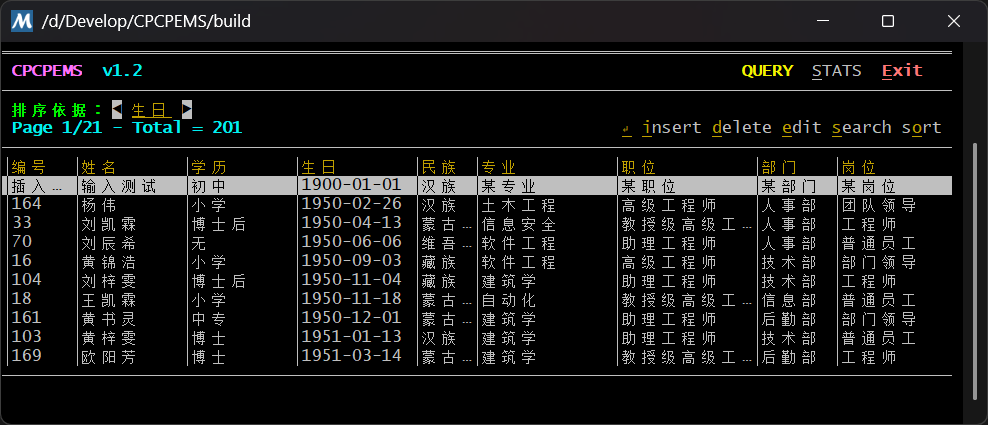 /d/Develop/CPCPEMS/build
CPCPEMS v1.2 QUERY STATS Exit
排序依据：< 生日 >
Page 1/21 - Total = 201 ↲ insert delete edit search sort
编号 姓名 学历 生日 民族 专业 职位 部门 岗位
插入… 输入测试 初中 1900-01-01 汉族 某专业 某职位 某部门 某岗位
164 杨伟 小学 1950-02-26 汉族 土木工程 高级工程师 人事部 团队领导
33 刘凯霖 博士后 1950-04-13 蒙古… 信息安全 教授级高级工… 人事部 工程师
70 刘辰希 无 1950-06-06 维吾… 软件工程 助理工程师 人事部 普通员工
16 黄锦浩 小学 1950-09-03 藏族 软件工程 高级工程师 技术部 部门领导
104 刘梓雯 博士后 1950-11-04 藏族 建筑学 助理工程师 技术部 工程师
18 王凯霖 小学 1950-11-18 蒙古… 自动化 教授级高级工… 信息部 普通员工
161 黄书灵 中专 1950-12-01 蒙古… 建筑学 助理工程师 后勤部 部门领导
103 黄梓雯 博士 1951-01-13 汉族 建筑学 助理工程师 技术部 普通员工
169 欧阳芳 博士 1951-03-14 蒙古… 建筑学 教授级高级工… 后勤部 工程师